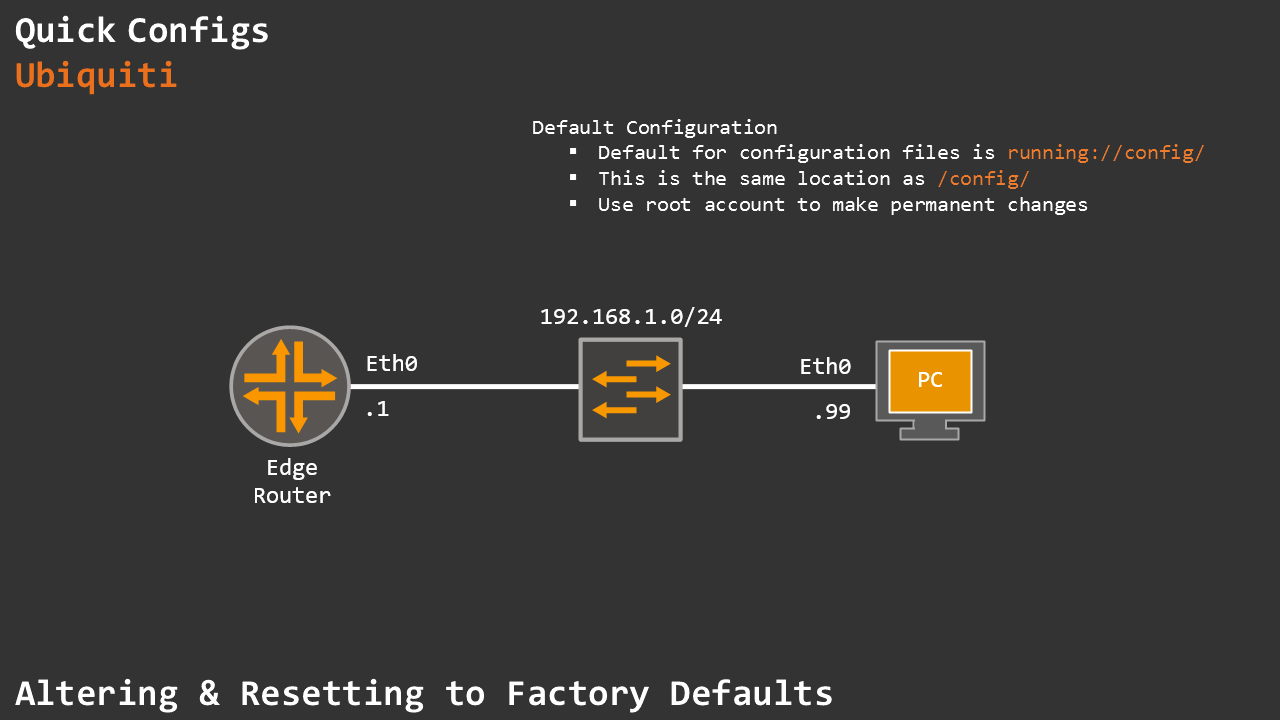 Quick Configs
Ubiquiti
Default Configuration
▪ Default for configuration files is running://config/
▪ This is the same location as /config/
▪ Use root account to make permanent changes
192.168.1.0/24
Eth0
.1
Eth0
.99
PC
Edge
Router
Altering & Resetting to Factory Defaults